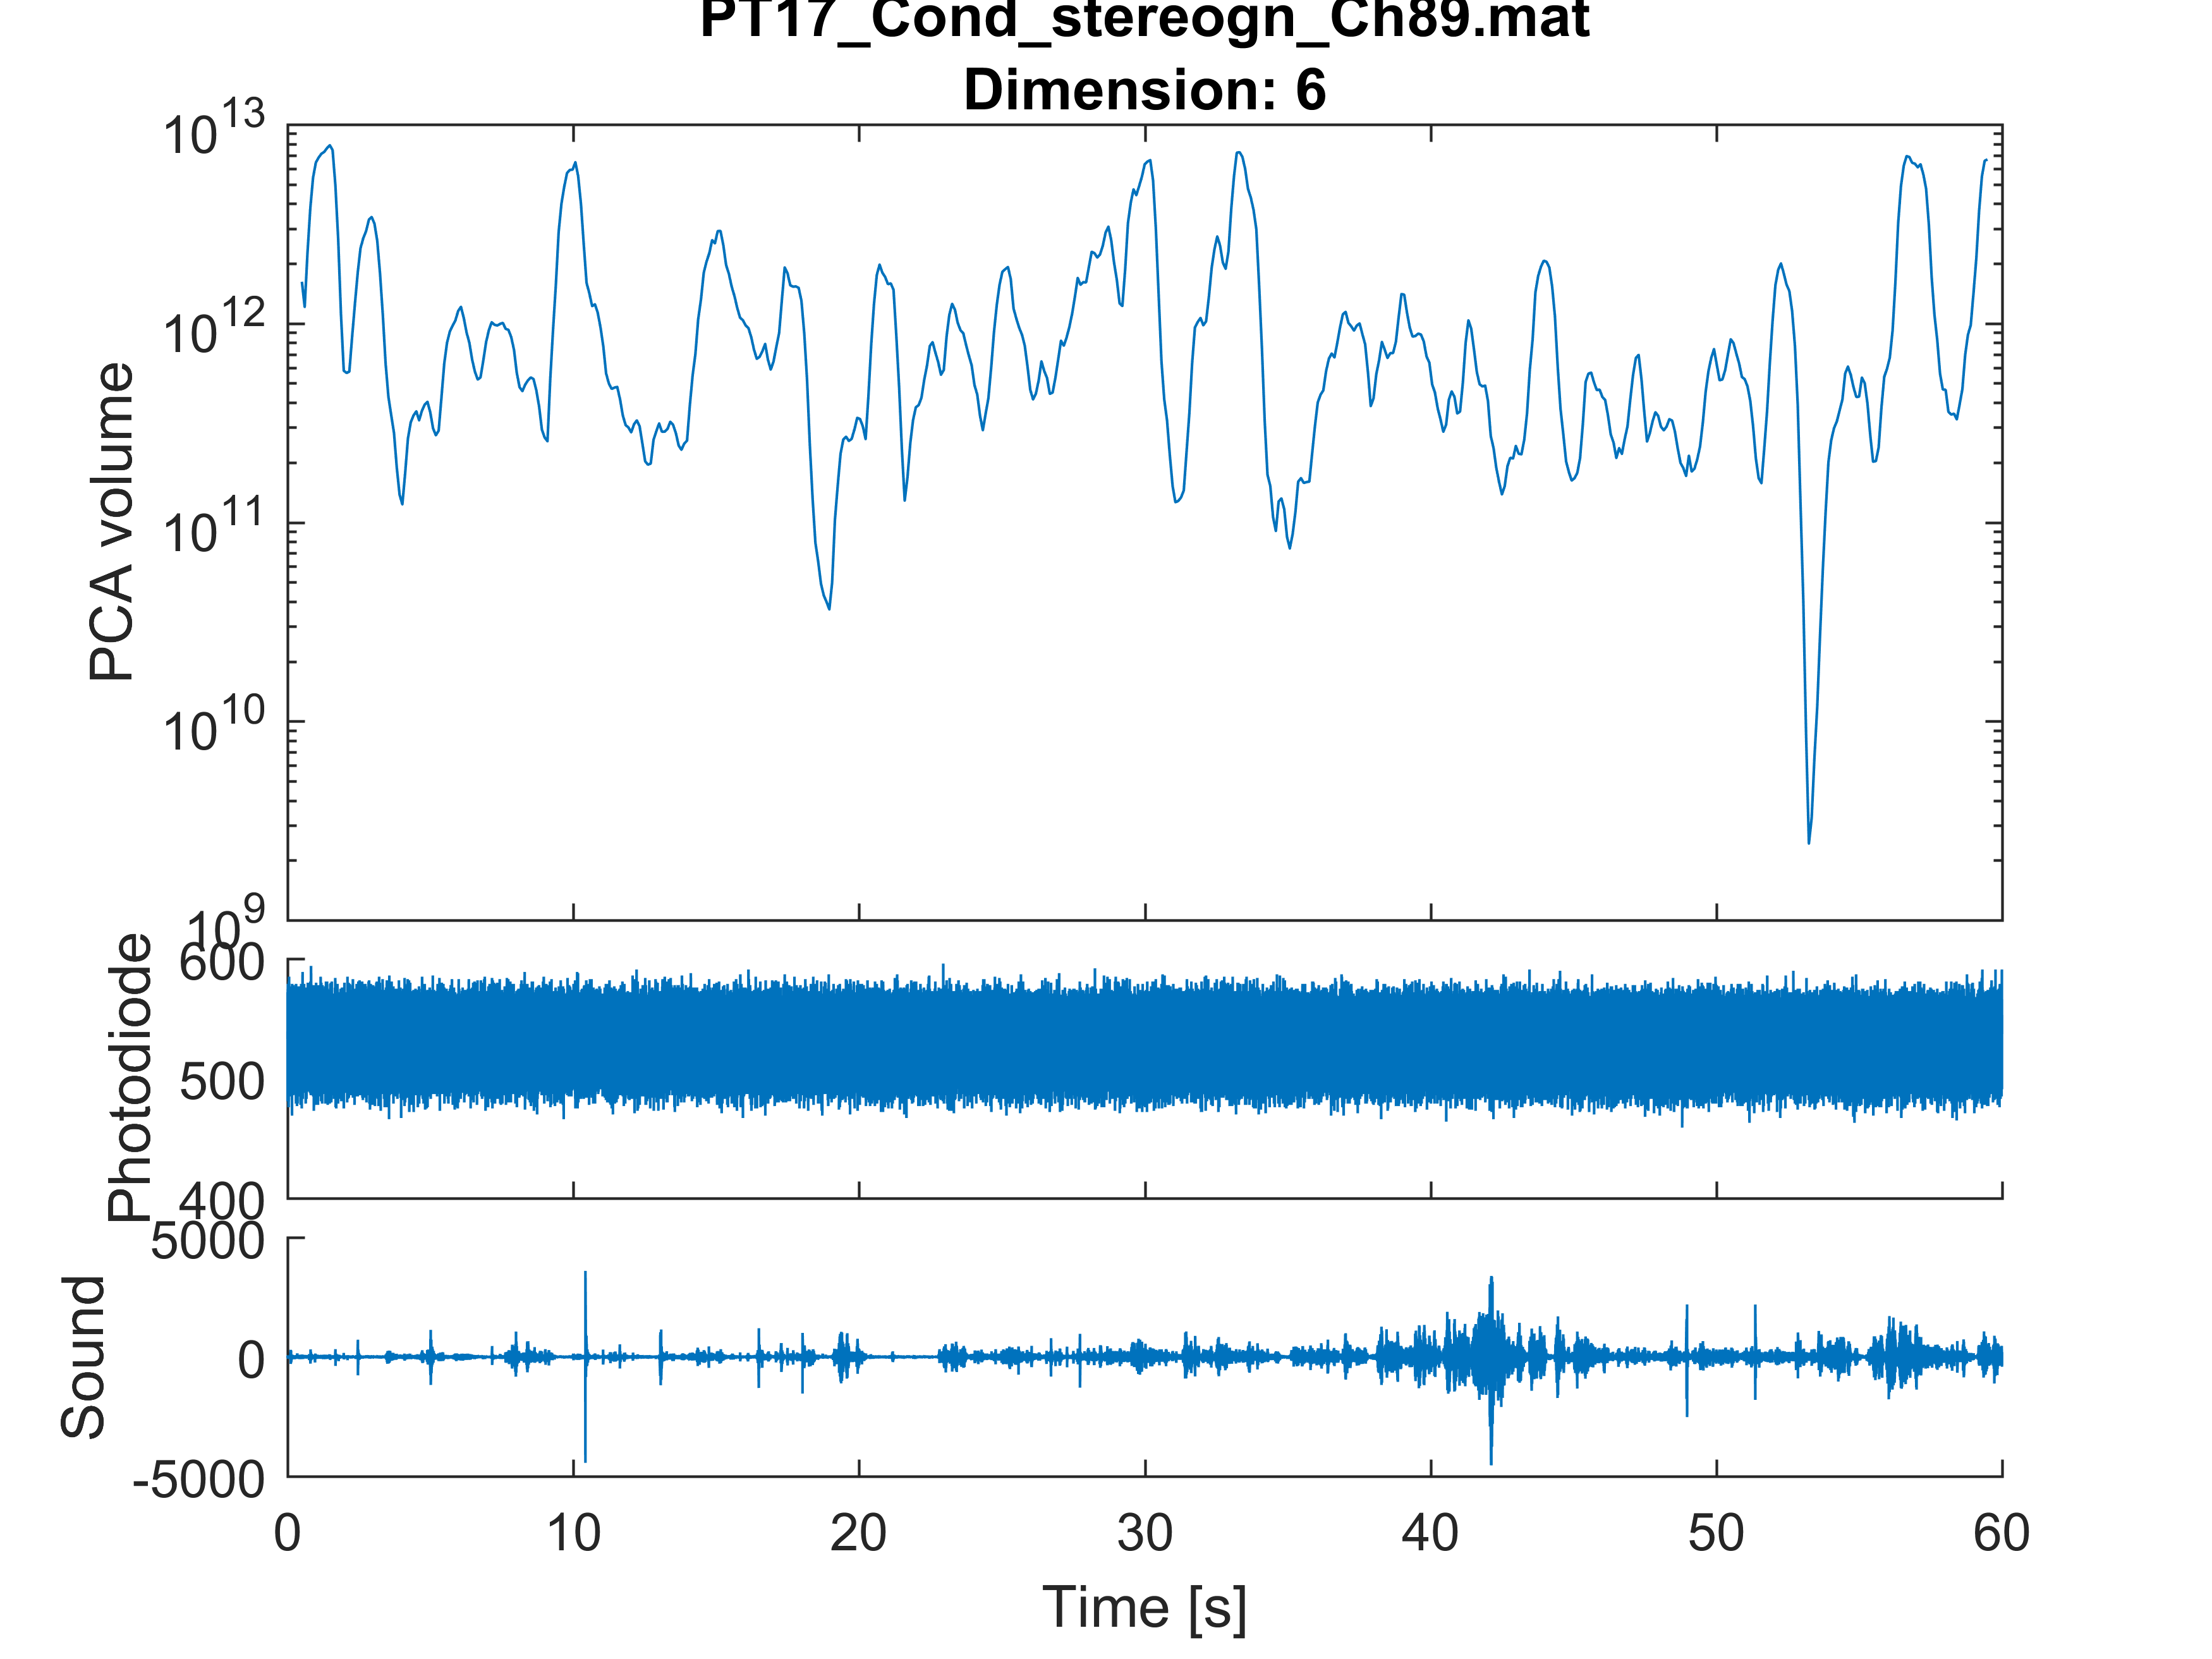 PT17_Cond_stereogn_Ch89.mat
Dimension: 6
10^13
10^12
10^11
10^10
10^9
PCA volume
600
500
400
Photodiode
5000
0
-5000
Sound
0 10 20 30 40 50 60
Time [s]